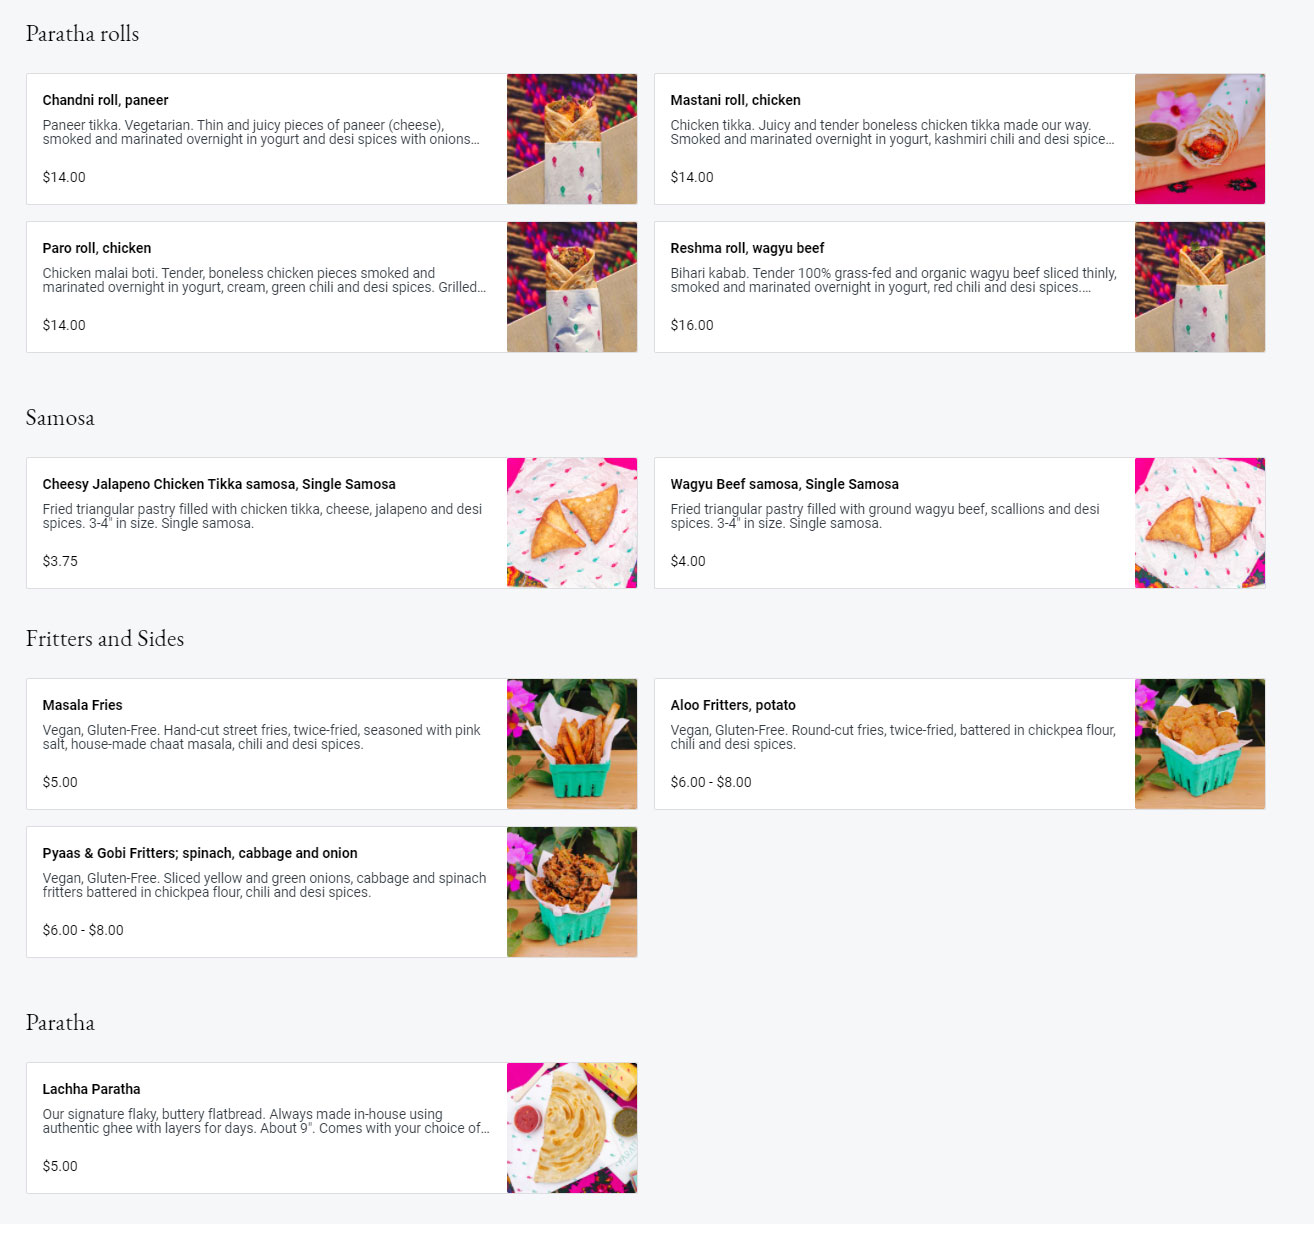 Paratha rolls
Chandni roll, paneer
Paneer tikka. Vegetarian. Thin and juicy pieces of paneer (cheese),
smoked and marinated overnight in yogurt and desi spices with onions...
$14.00
Mastani roll, chicken
Chicken tikka. Juicy and tender boneless chicken tikka made our way.
Smoked and marinated overnight in yogurt, kashmiri chili and desi spice...
$14.00
Paro roll, chicken
Chicken malai boti. Tender, boneless chicken pieces smoked and
marinated overnight in yogurt, cream, green chili and desi spices. Grilled...
$14.00
Reshma roll, wagyu beef
Bihari kabab. Tender 100% grass-fed and organic wagyu beef sliced thinly,
smoked and marinated overnight in yogurt, red chili and desi spices....
$16.00
Samosa
Cheesy Jalapeno Chicken Tikka samosa, Single Samosa
Fried triangular pastry filled with chicken tikka, cheese, jalapeno and desi
spices. 3-4" in size. Single samosa.
$3.75
Wagyu Beef samosa, Single Samosa
Fried triangular pastry filled with ground wagyu beef, scallions and desi
spices. 3-4" in size. Single samosa.
$4.00
Fritters and Sides
Masala Fries
Vegan, Gluten-Free. Hand-cut street fries, twice-fried, seasoned with pink
salt, house-made chaat masala, chili and desi spices.
$5.00
Aloo Fritters, potato
Vegan, Gluten-Free. Round-cut fries, twice-fried, battered in chickpea flour,
chili and desi spices.
$6.00 - $8.00
Pyaas & Gobi Fritters; spinach, cabbage and onion
Vegan, Gluten-Free. Sliced yellow and green onions, cabbage and spinach
fritters battered in chickpea flour, chili and desi spices.
$6.00 - $8.00
Paratha
Lachha Paratha
Our signature flaky, buttery flatbread. Always made in-house using
authentic ghee with layers for days. About 9". Comes with your choice of...
$5.00